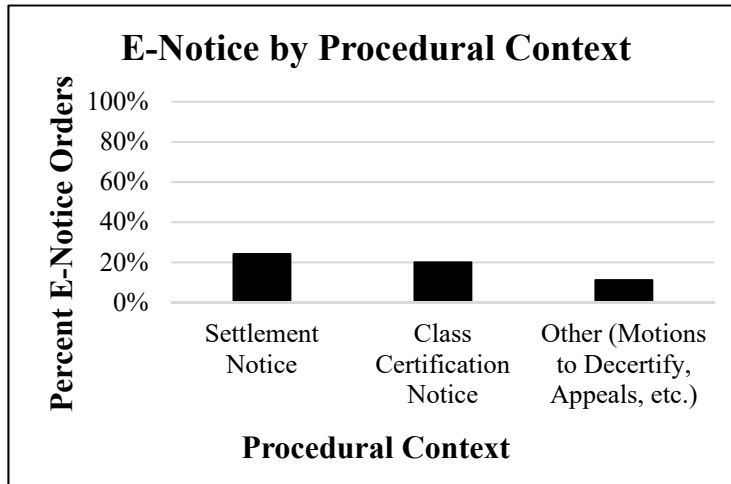 E-Notice by Procedural Context
Percent E-Notice Orders
100%
80%
60%
40%
20%
0%
Settlement
Notice
Class
Certification
Notice
Other (Motions
to Decertify,
Appeals, etc.)
Procedural Context